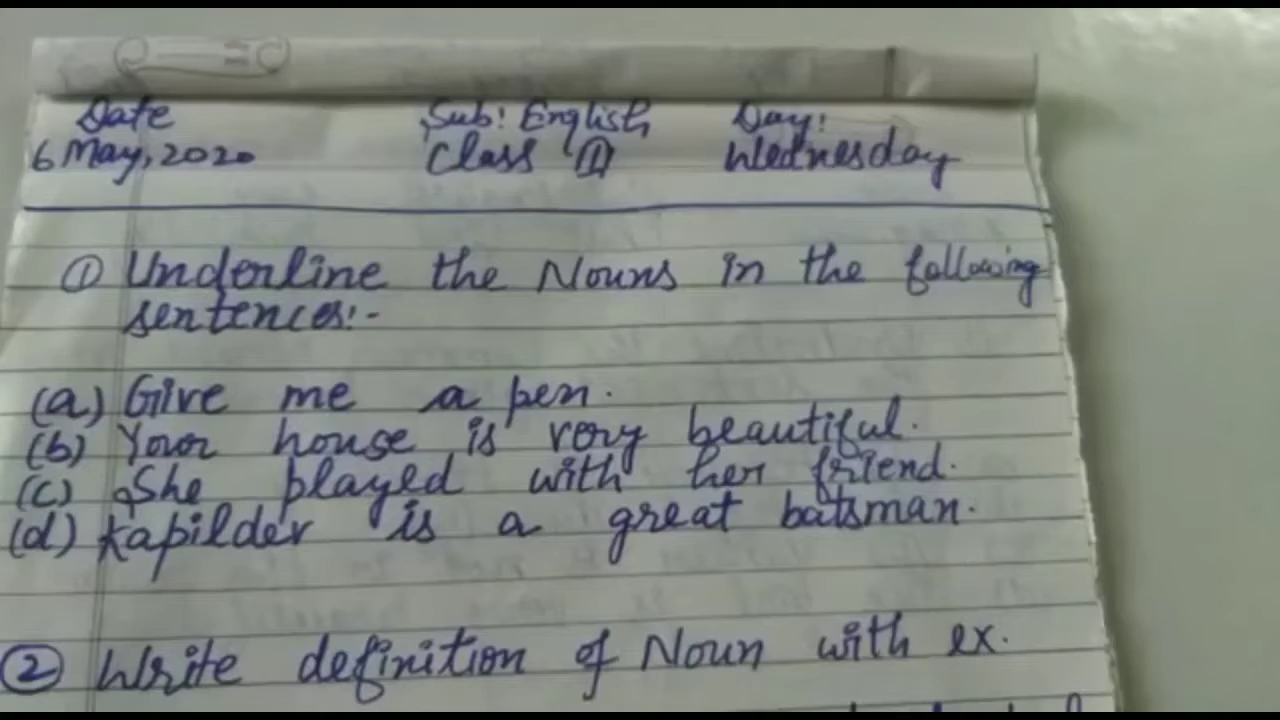 Date Sub: English Day:
6 May, 2020 Class II Wednesday
① Underline the Nouns in the following
sentences:-
(a) Give me a pen.
(b) Your house is very beautiful.
(c) She played with her friend.
(d) Kapildev is a great batsman.
② Write definition of Noun with ex.